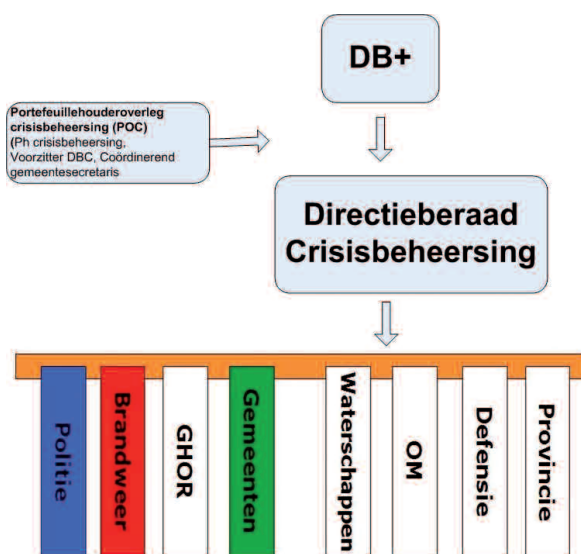 DB+
Portefeuillehouderoverleg
crisisbeheersing (POC)
(Ph crisisbeheersing,
Voorzitter DBC, Coördinerend
gemeentesecretaris
Directieberaad
Crisisbeheersing
Politie
Brandweer
GHOR
Gemeenten
Waterschappen
OM
Defensie
Provincie